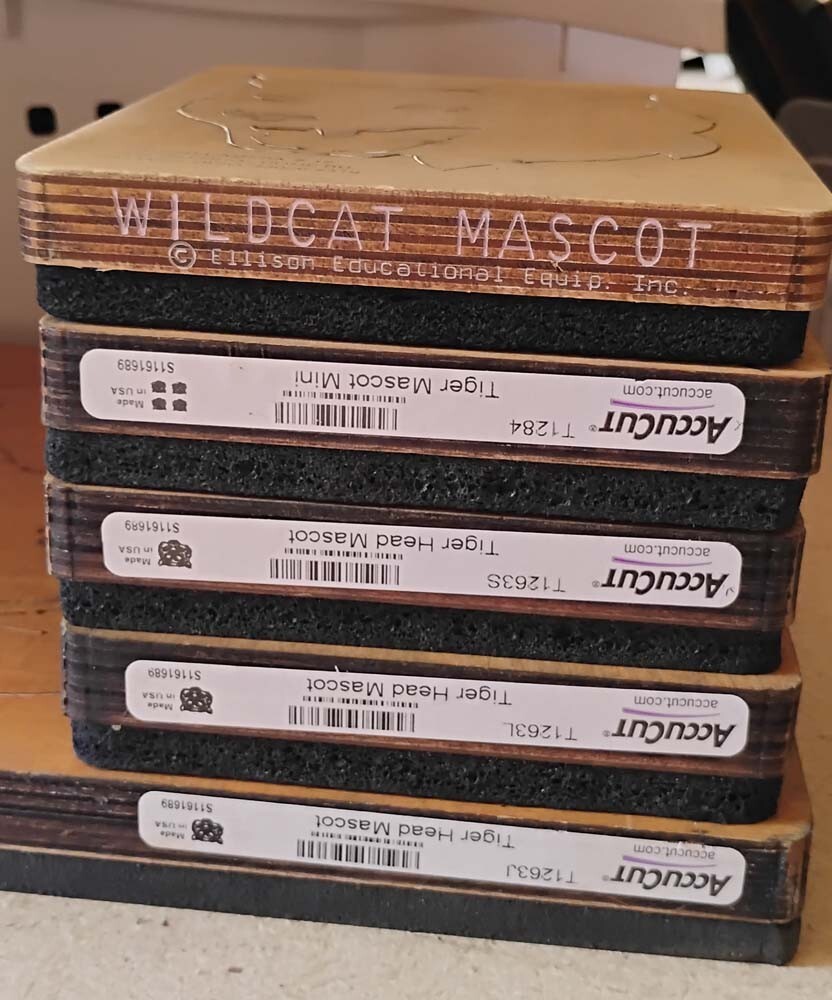 WILDCAT MASCOT
© Ellison Educational Equip. Inc.
AccuCut®
accucut.com
T1284
Tiger Mascot Mini
Made
in USA
S1161689
AccuCut®
accucut.com
T1263S
Tiger Head Mascot
Made
in USA
S1161689
AccuCut®
accucut.com
T1263L
Tiger Head Mascot
Made
in USA
S1161689
AccuCut®
accucut.com
T1263J
Tiger Head Mascot
Made
in USA
S1161689